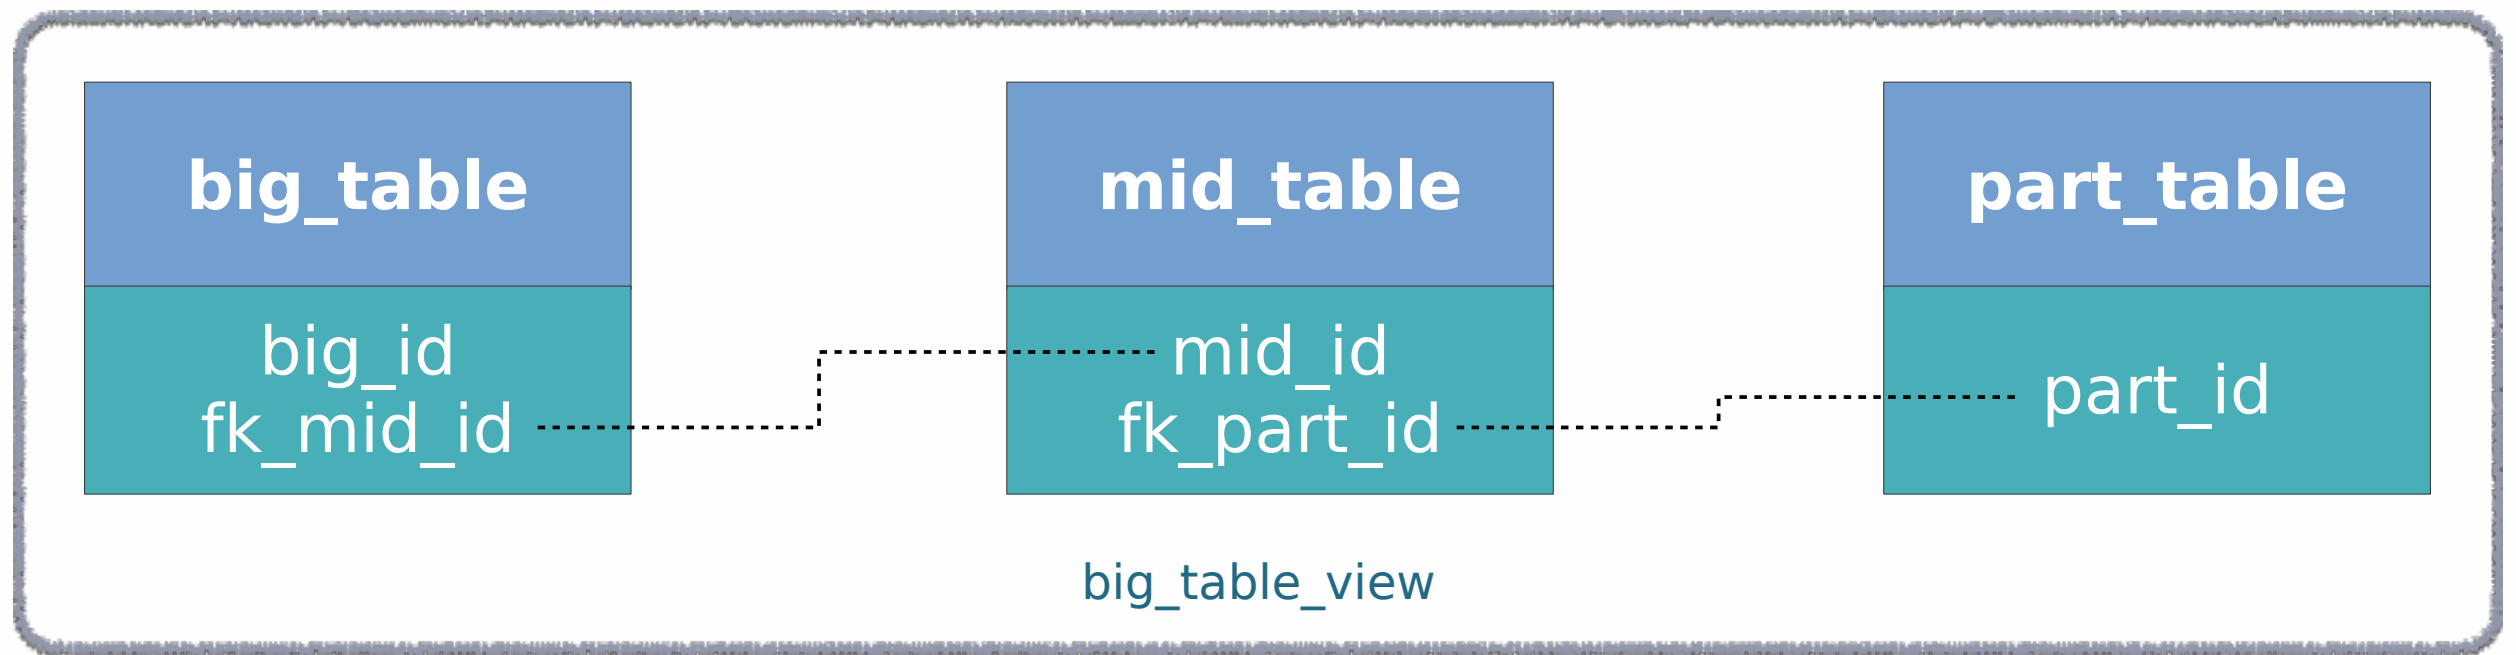 big_table
big_id
fk_mid_id
mid_table
mid_id
fk_part_id
part_table
part_id
big_table_view